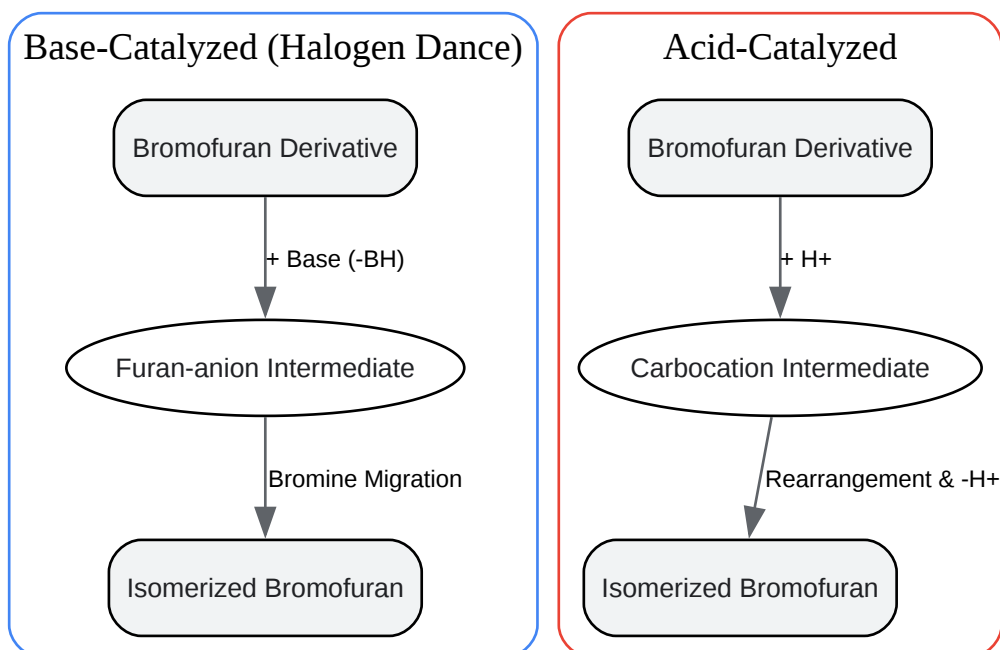 Base-Catalyzed (Halogen Dance)
Bromofuran Derivative
+ Base (-BH)
Furan-anion Intermediate
Bromine Migration
Isomerized Bromofuran
Acid-Catalyzed
Bromofuran Derivative
+ H+
Carbocation Intermediate
Rearrangement & -H+
Isomerized Bromofuran